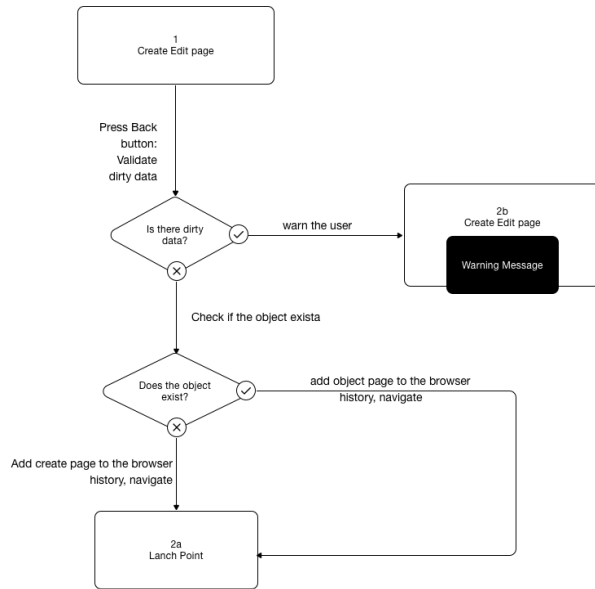 1
Create Edit page
Press Back
button:
Validate
dirty data
Is there dirty
data?
warn the user
2b
Create Edit page
Warning Message
Check if the object exista
Does the object
exist?
add object page to the browser
history, navigate
Add create page to the browser
history, navigate
2a
Lanch Point